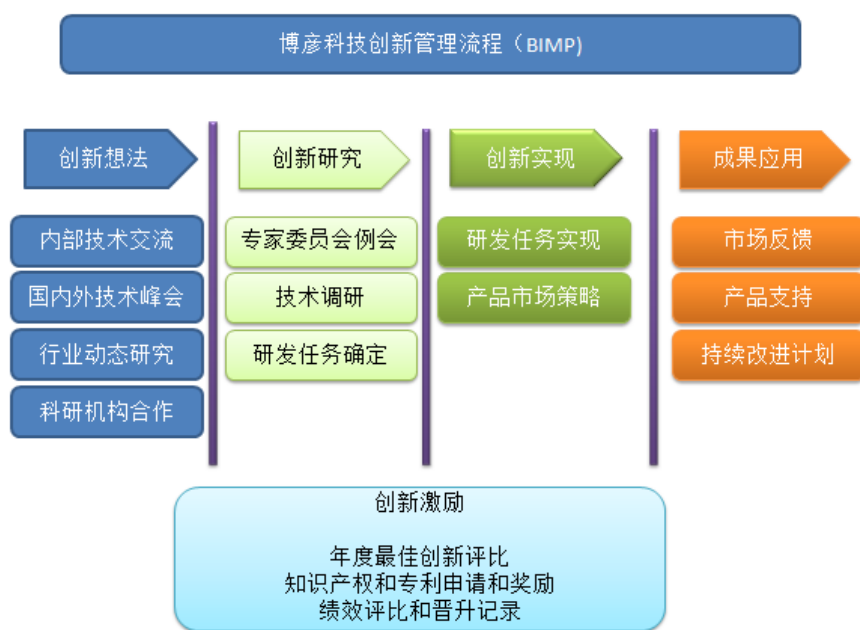 博彦科技创新管理流程（BIMP)
创新想法
内部技术交流
国内外技术峰会
行业动态研究
科研机构合作
创新研究
专家委员会例会
技术调研
研发任务确定
创新实现
研发任务实现
产品市场策略
成果应用
市场反馈
产品支持
持续改进计划
创新激励
年度最佳创新评比
知识产权和专利申请和奖励
绩效评比和晋升记录